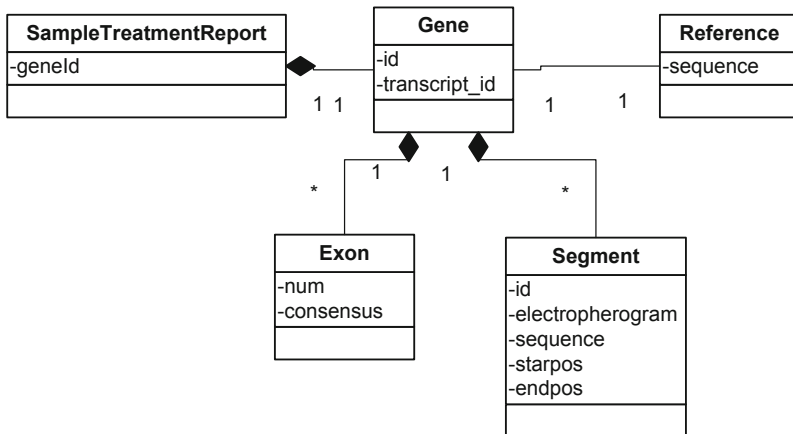 SampleTreatmentReport
-geneId
Gene
-id
-transcript_id
Reference
-sequence
1 1
1
1
1
1
*
*
Exon
-num
-consensus
Segment
-id
-electropherogram
-sequence
-starpos
-endpos